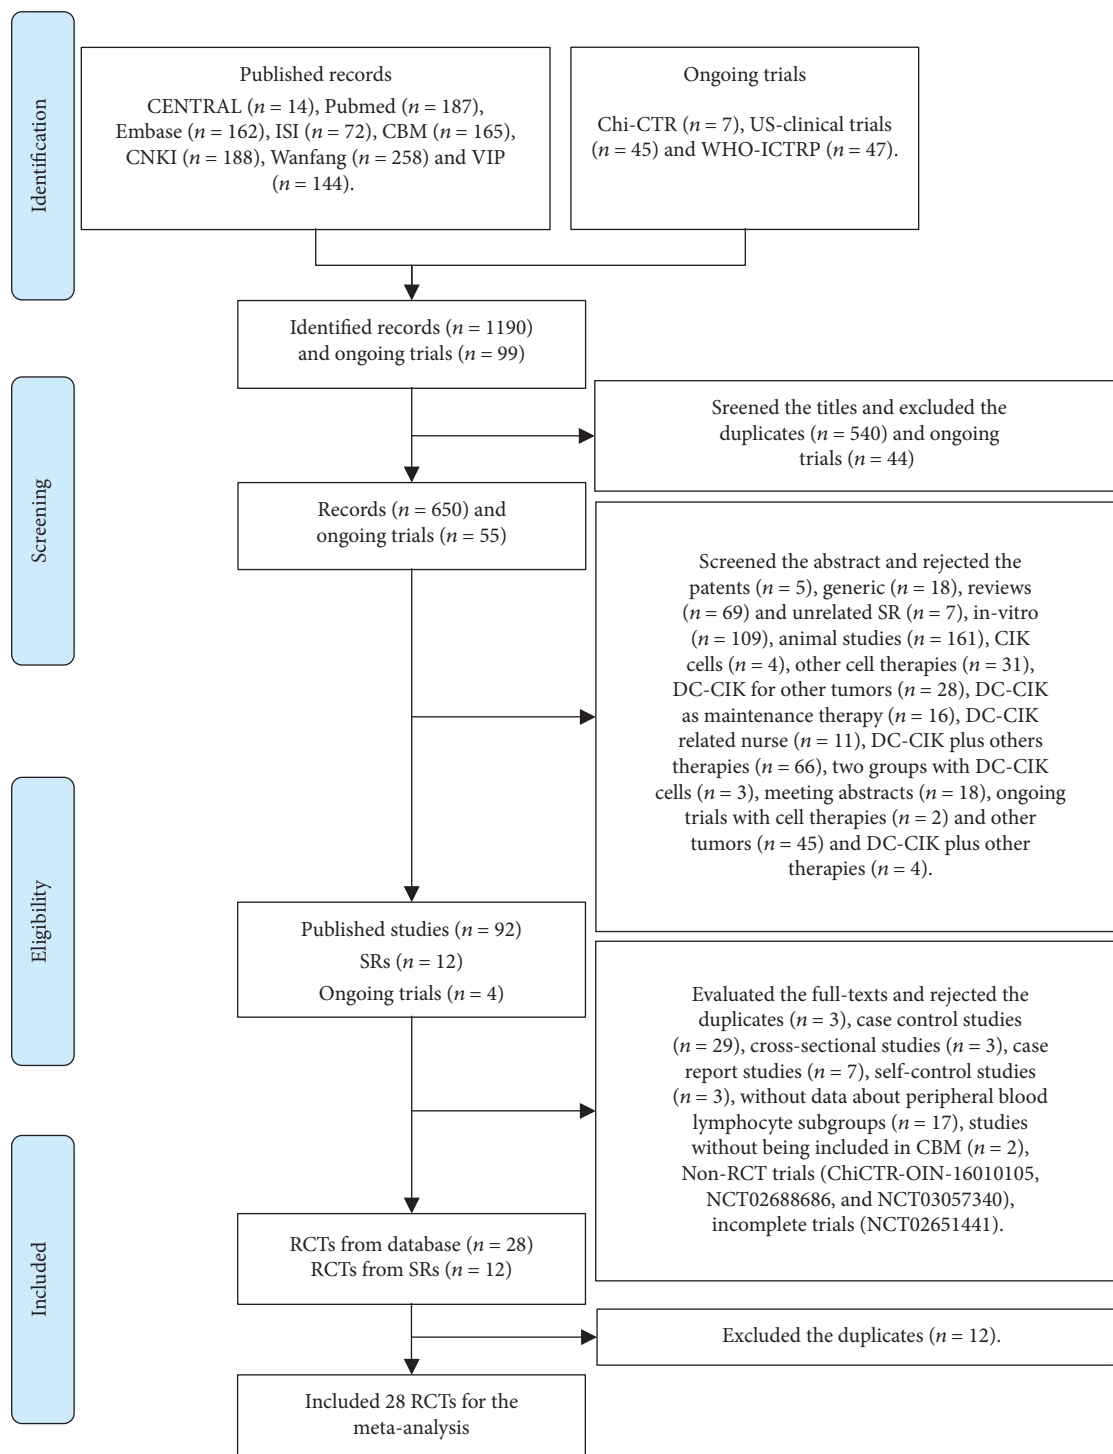 Identification
Published records
CENTRAL (n = 14), Pubmed (n = 187),
Embase (n = 162), ISI (n = 72), CBM (n = 165),
CNKI (n = 188), Wanfang (n = 258) and VIP
(n = 144).
Ongoing trials
Chi-CTR (n = 7), US-clinical trials
(n = 45) and WHO-ICTRP (n = 47).
Identified records (n = 1190)
and ongoing trials (n = 99)
Screening
Sreened the titles and excluded the
duplicates (n = 540) and ongoing
trials (n = 44)
Records (n = 650) and
ongoing trials (n = 55)
Screened the abstract and rejected the
patents (n = 5), generic (n = 18), reviews
(n = 69) and unrelated SR (n = 7), in-vitro
(n = 109), animal studies (n = 161), CIK
cells (n = 4), other cell therapies (n = 31),
DC-CIK for other tumors (n = 28), DC-CIK
as maintenance therapy (n = 16), DC-CIK
related nurse (n = 11), DC-CIK plus others
therapies (n = 66), two groups with DC-CIK
cells (n = 3), meeting abstracts (n = 18), ongoing
trials with cell therapies (n = 2) and other
tumors (n = 45) and DC-CIK plus other
therapies (n = 4).
Eligibility
Published studies (n = 92)
SRs (n = 12)
Ongoing trials (n = 4)
Evaluated the full-texts and rejected the
duplicates (n = 3), case control studies
(n = 29), cross-sectional studies (n = 3), case
report studies (n = 7), self-control studies
(n = 3), without data about peripheral blood
lymphocyte subgroups (n = 17), studies
without being included in CBM (n = 2),
Non-RCT trials (ChiCTR-OIN-16010105,
NCT02688686, and NCT03057340),
incomplete trials (NCT02651441).
Included
RCTs from database (n = 28)
RCTs from SRs (n = 12)
Excluded the duplicates (n = 12).
Included 28 RCTs for the
meta-analysis